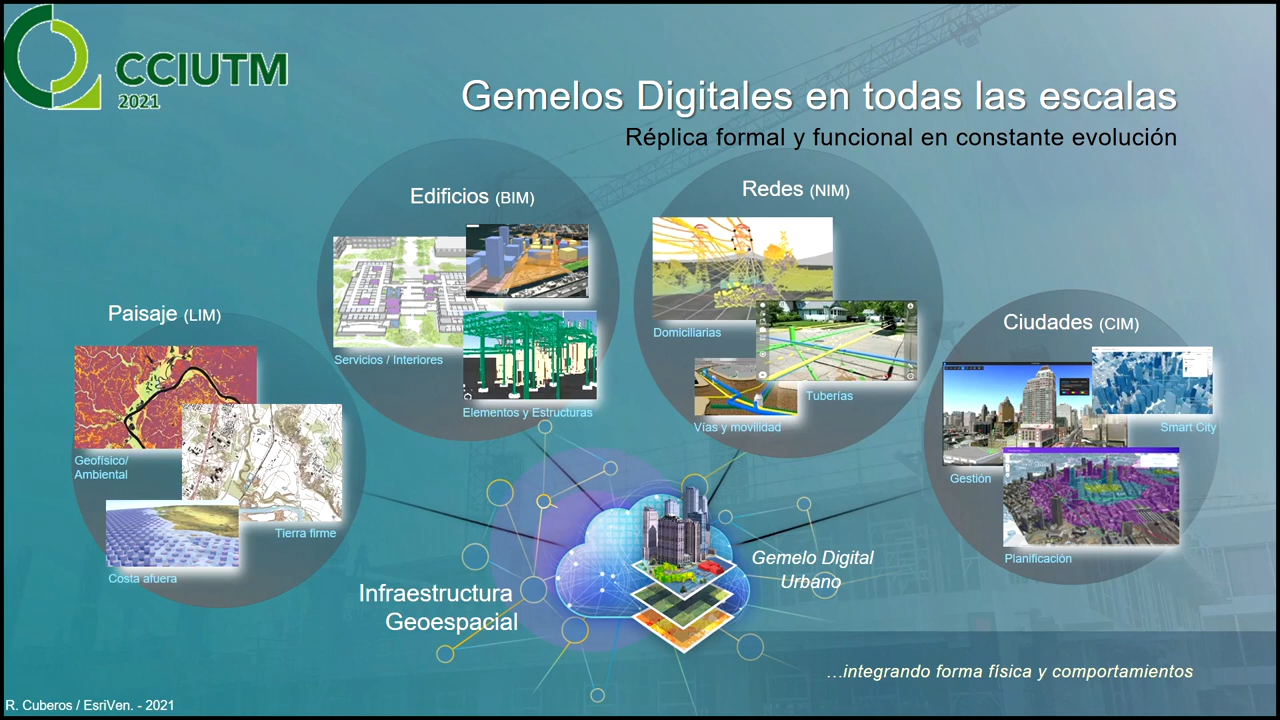 CCIUTM
2021
Gemelos Digitales en todas las escalas
Réplica formal y funcional en constante evolución
Paisaje (LIM)
Geofísico/
Ambiental
Tierra firme
Costa afuera
Edificios (BIM)
Servicios / Interiores
Elementos y Estructuras
Redes (NIM)
Domiciliarias
Tuberías
Vías y movilidad
Ciudades (CIM)
Smart City
Gestión
Planificación
Infraestructura
Geoespacial
Gemelo Digital
Urbano
...integrando forma física y comportamientos
R. Cuberos / EsriVen. - 2021